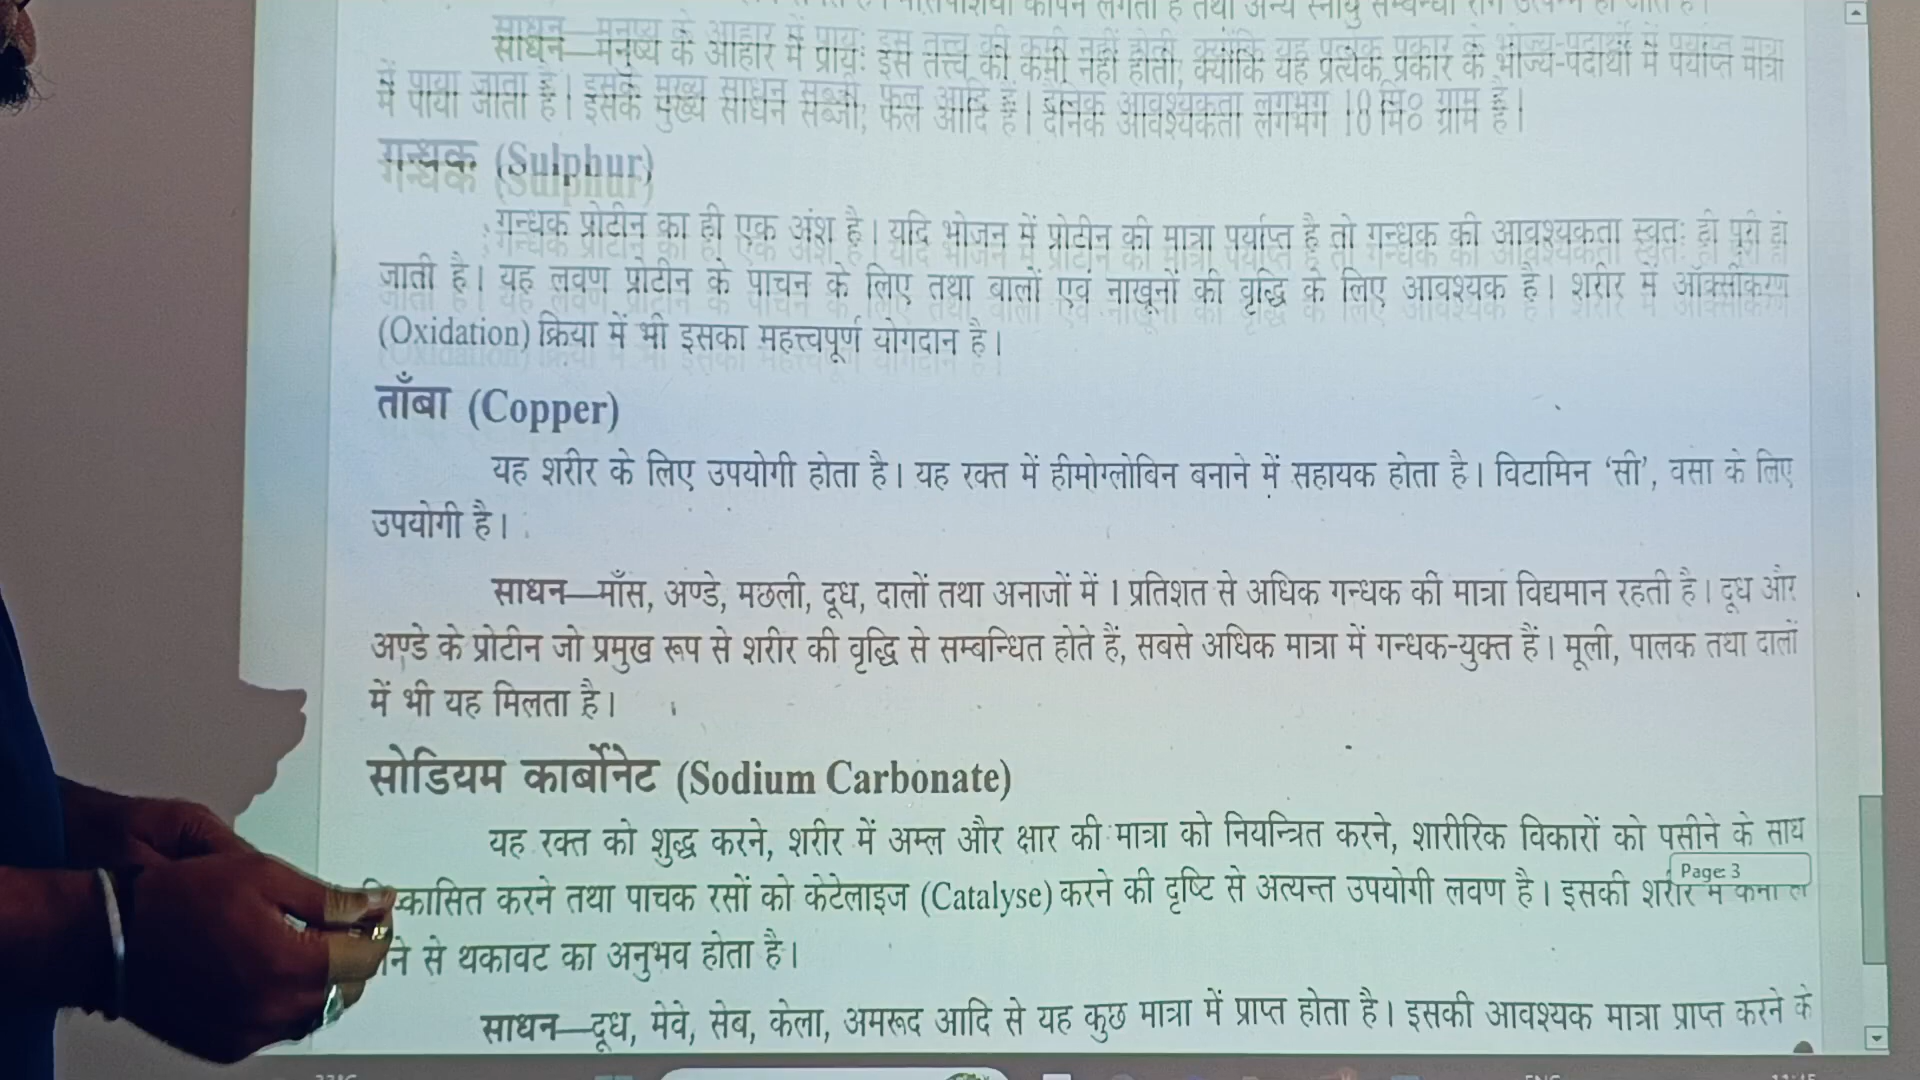 साधन—मनुष्य के आहार में प्रायः इस तत्त्व की कमी नहीं होती, क्योंकि यह प्रत्येक प्रकार के भोज्य-पदार्थों में पर्याप्त मात्रा
में पाया जाता है। इसके मुख्य साधन सब्जी, फल आदि हैं। दैनिक आवश्यकता लगभग 10 मि० ग्राम है।
गन्धक (Sulphur)
गन्धक प्रोटीन का ही एक अंश है। यदि भोजन में प्रोटीन की मात्रा पर्याप्त है तो गन्धक की आवश्यकता स्वतः ही पूरी हो
जाती है। यह लवण प्रोटीन के पाचन के लिए तथा बालों एवं नाखूनों की वृद्धि के लिए आवश्यक है। शरीर में ऑक्सीकरण
(Oxidation) क्रिया में भी इसका महत्त्वपूर्ण योगदान है।
ताँबा (Copper)
यह शरीर के लिए उपयोगी होता है। यह रक्त में हीमोग्लोबिन बनाने में सहायक होता है। विटामिन ‘सी’, वसा के लिए
उपयोगी है।
साधन—माँस, अण्डे, मछली, दूध, दालों तथा अनाजों में । प्रतिशत से अधिक गन्धक की मात्रा विद्यमान रहती है। दूध और
अण्डे के प्रोटीन जो प्रमुख रूप से शरीर की वृद्धि से सम्बन्धित होते हैं, सबसे अधिक मात्रा में गन्धक-युक्त हैं। मूली, पालक तथा दालों
में भी यह मिलता है।
सोडियम कार्बोनेट (Sodium Carbonate)
यह रक्त को शुद्ध करने, शरीर में अम्ल और क्षार की मात्रा को नियन्त्रित करने, शारीरिक विकारों को पसीने के साथ
करने तथा पाचक रसों को केटेलाइज (Catalyse) करने की दृष्टि से अत्यन्त उपयोगी लवण है। इसकी शरीर में कमी
Page: 3
से थकावट का अनुभव होता है।
साधन—दूध, मेवे, सेब, केला, अमरूद आदि से यह कुछ मात्रा में प्राप्त होता है। इसकी आवश्यक मात्रा प्राप्त करने के